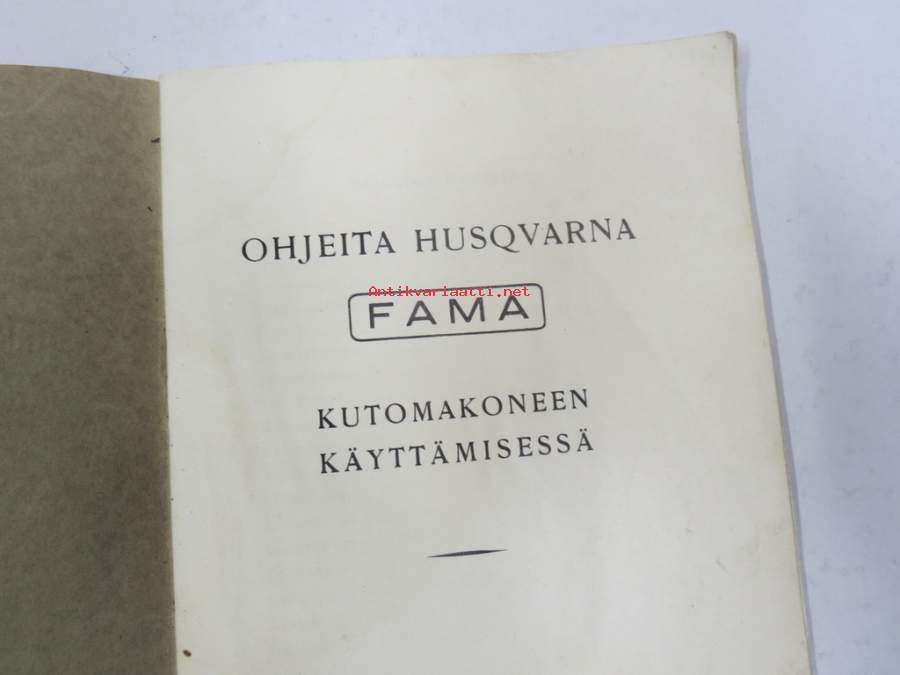 OHJEITA HUSQVARNA
Antikvariaatti.net
FAMA
KUTOMAKONEEN
KÄYTTÄMISESSÄ